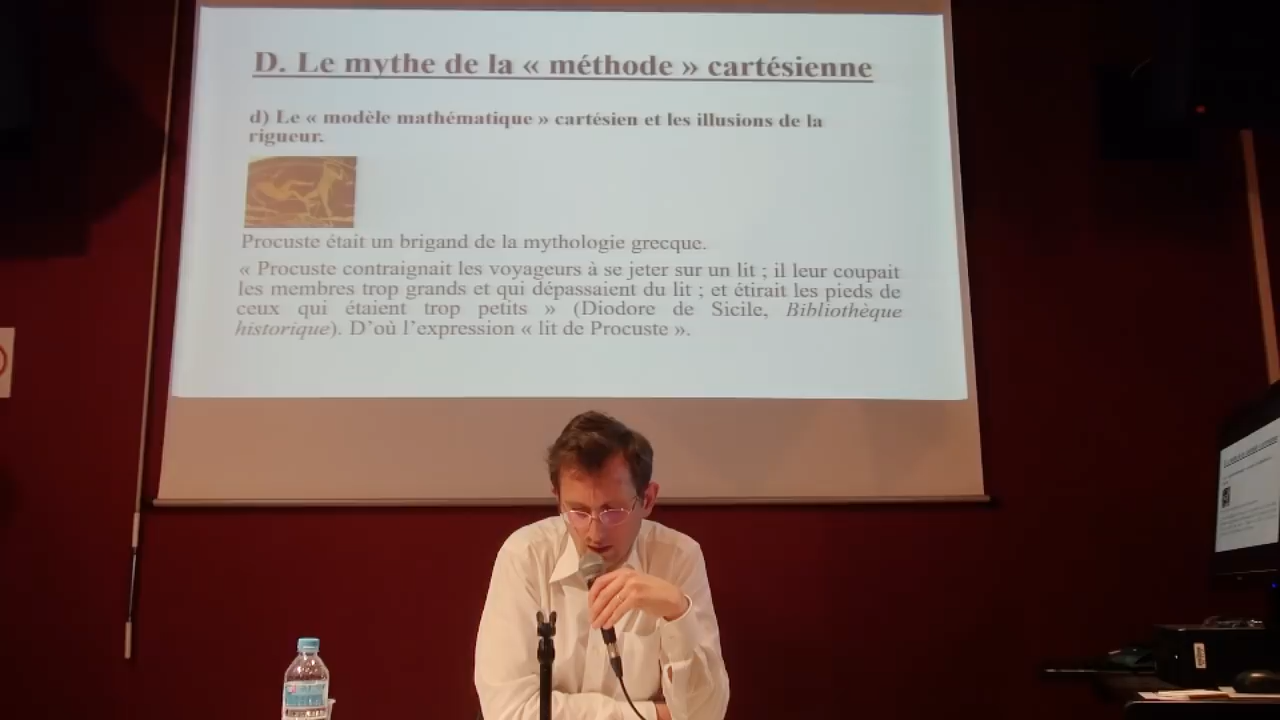 D. Le mythe de la « méthode » cartésienne
d) Le « modèle mathématique » cartésien et les illusions de la
rigueur.
Procuste était un brigand de la mythologie grecque.
« Procuste contraignait les voyageurs à se jeter sur un lit ; il leur coupait
les membres trop grands et qui dépassaient du lit ; et étirait les pieds de
ceux qui étaient trop petits » (Diodore de Sicile, Bibliothèque
historique). D’où l’expression « lit de Procuste ».